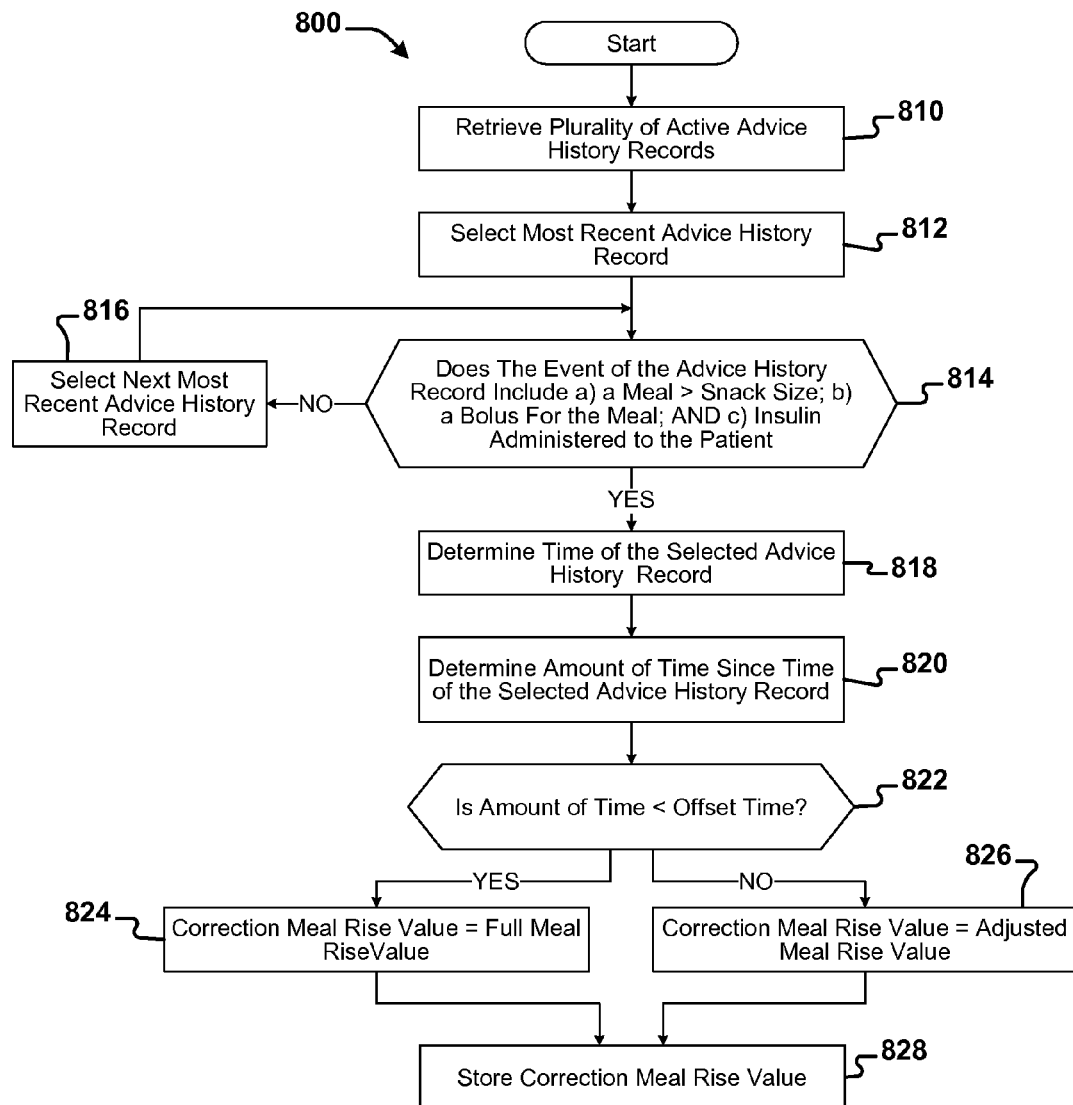 800
Start
810
Retrieve Plurality of Active Advice
History Records
812
Select Most Recent Advice History
Record
816
Select Next Most
Recent Advice History
Record
NO
Does The Event of the Advice History
Record Include a) a Meal > Snack Size; b)
a Bolus For the Meal; AND c) Insulin
Administered to the Patient
814
YES
Determine Time of the Selected Advice
History Record
818
Determine Amount of Time Since Time
of the Selected Advice History Record
820
822
Is Amount of Time < Offset Time?
YES
NO
826
824
Correction Meal Rise Value = Full Meal
RiseValue
Correction Meal Rise Value = Adjusted
Meal Rise Value
828
Store Correction Meal Rise Value